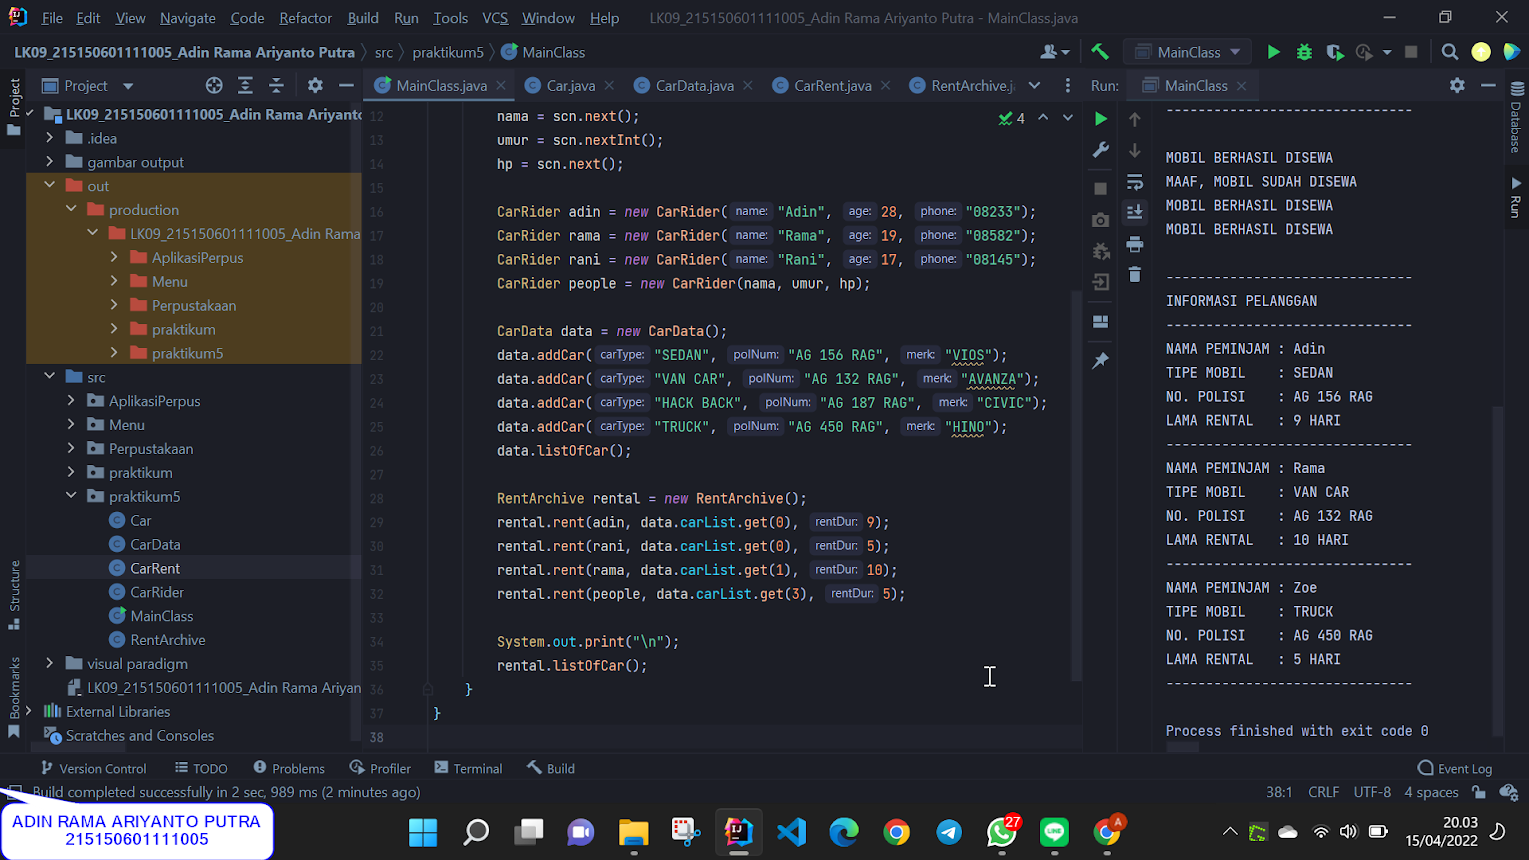 File Edit View Navigate Code Refactor Build Run Tools VCS Window Help LK09_215150601111005_Adin Rama Ariyanto Putra - MainClass.java
LK09_215150601111005_Adin Rama Ariyanto Putra src praktikum5 MainClass MainClass
Project MainClass.java Car.java CarData.java CarRent.java RentArchive.j Run: MainClass
Project
Structure
Bookmarks
Database
Run
LK09_215150601111005_Adin Rama Ariyanto
.idea
gambar output
out
production
LK09_215150601111005_Adin Rama
AplikasiPerpus
Menu
Perpustakaan
praktikum
praktikum5
src
AplikasiPerpus
Menu
Perpustakaan
praktikum
praktikum5
Car
CarData
CarRent
CarRider
MainClass
RentArchive
visual paradigm
LK09_215150601111005_Adin Rama Ariyan
External Libraries
Scratches and Consoles
4
12 nama = scn.next();
13 umur = scn.nextInt();
14 hp = scn.next();
15
16 CarRider adin = new CarRider( name: "Adin", age: 28, phone: "08233");
17 CarRider rama = new CarRider( name: "Rama", age: 19, phone: "08582");
18 CarRider rani = new CarRider( name: "Rani", age: 17, phone: "08145");
19 CarRider people = new CarRider(nama, umur, hp);
20
21 CarData data = new CarData();
22 data.addCar( carType: "SEDAN", polNum: "AG 156 RAG", merk: "VIOS");
23 data.addCar( carType: "VAN CAR", polNum: "AG 132 RAG", merk: "AVANZA");
24 data.addCar( carType: "HACK BACK", polNum: "AG 187 RAG", merk: "CIVIC");
25 data.addCar( carType: "TRUCK", polNum: "AG 450 RAG", merk: "HINO");
26 data.listOfCar();
27
28 RentArchive rental = new RentArchive();
29 rental.rent(adin, data.carList.get(0), rentDur: 9);
30 rental.rent(rani, data.carList.get(0), rentDur: 5);
31 rental.rent(rama, data.carList.get(1), rentDur: 10);
32 rental.rent(people, data.carList.get(3), rentDur: 5);
33
34 System.out.print("\n");
35 rental.listOfCar();
36 }
37 }
38
-------------------------------
MOBIL BERHASIL DISEWA
MAAF, MOBIL SUDAH DISEWA
MOBIL BERHASIL DISEWA
MOBIL BERHASIL DISEWA
-------------------------------
INFORMASI PELANGGAN
-------------------------------
NAMA PEMINJAM : Adin
TIPE MOBIL : SEDAN
NO. POLISI : AG 156 RAG
LAMA RENTAL : 9 HARI
-------------------------------
NAMA PEMINJAM : Rama
TIPE MOBIL : VAN CAR
NO. POLISI : AG 132 RAG
LAMA RENTAL : 10 HARI
-------------------------------
NAMA PEMINJAM : Zoe
TIPE MOBIL : TRUCK
NO. POLISI : AG 450 RAG
LAMA RENTAL : 5 HARI
-------------------------------
Process finished with exit code 0
Version Control TODO Problems Profiler Terminal Build Event Log
Build completed successfully in 2 sec, 989 ms (2 minutes ago) 38:1 CRLF UTF-8 4 spaces
ADIN RAMA ARIYANTO PUTRA
215150601111005
27
A
20.03
15/04/2022